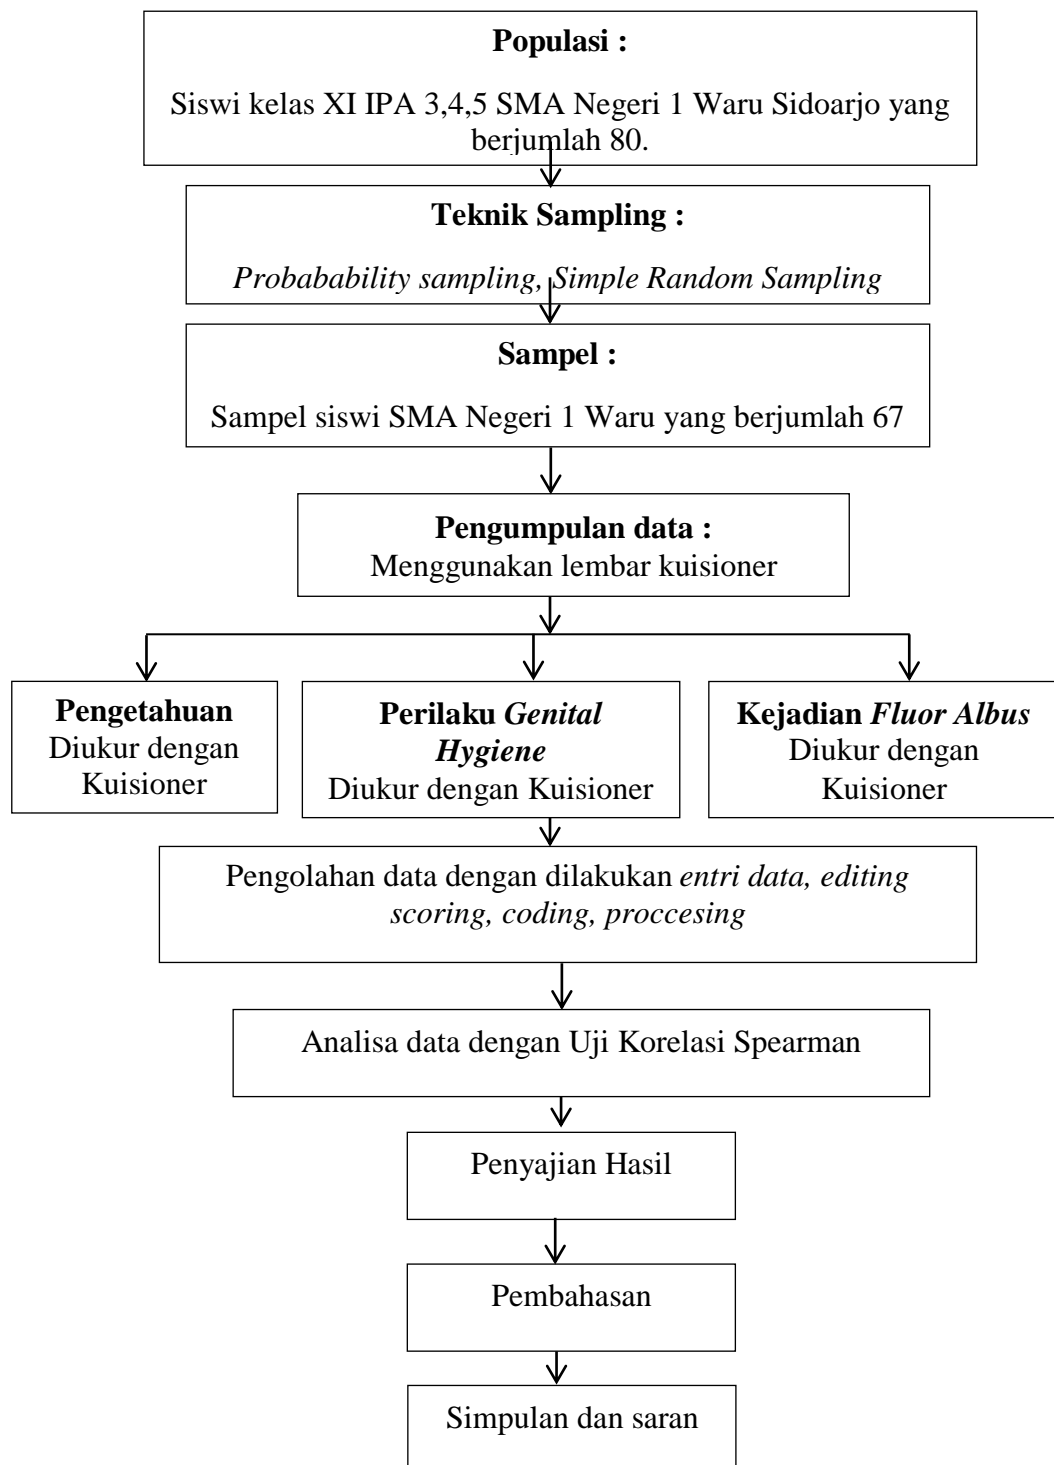 Populasi :
Siswi kelas XI IPA 3,4,5 SMA Negeri 1 Waru Sidoarjo yang
berjumlah 80.
Teknik Sampling :
Probabability sampling, Simple Random Sampling
Sampel :
Sampel siswi SMA Negeri 1 Waru yang berjumlah 67
Pengumpulan data :
Menggunakan lembar kuisioner
Pengetahuan
Diukur dengan
Kuisioner
Perilaku Genital
Hygiene
Diukur dengan Kuisioner
Kejadian Fluor Albus
Diukur dengan
Kuisioner
Pengolahan data dengan dilakukan entri data, editing
scoring, coding, proccesing
Analisa data dengan Uji Korelasi Spearman
Penyajian Hasil
Pembahasan
Simpulan dan saran